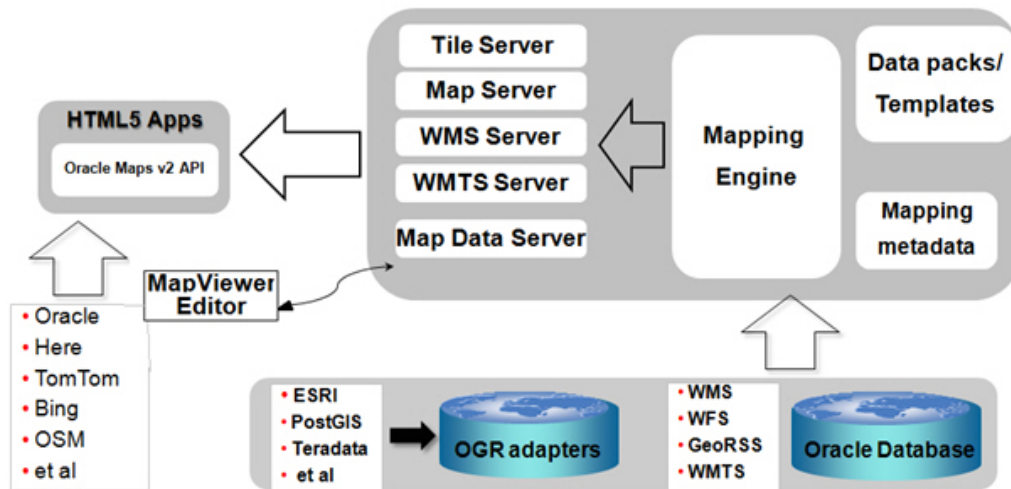 Tile Server
Map Server
WMS Server
WMTS Server
Map Data Server
Mapping
Engine
Data packs/
Templates
Mapping
metadata
HTML5 Apps
Oracle Maps v2 API
MapViewer
Editor
• Oracle
• Here
• TomTom
• Bing
• OSM
• et al
• ESRI
• PostGIS
• Teradata
• et al
OGR adapters
• WMS
• WFS
• GeoRSS
• WMTS
Oracle Database